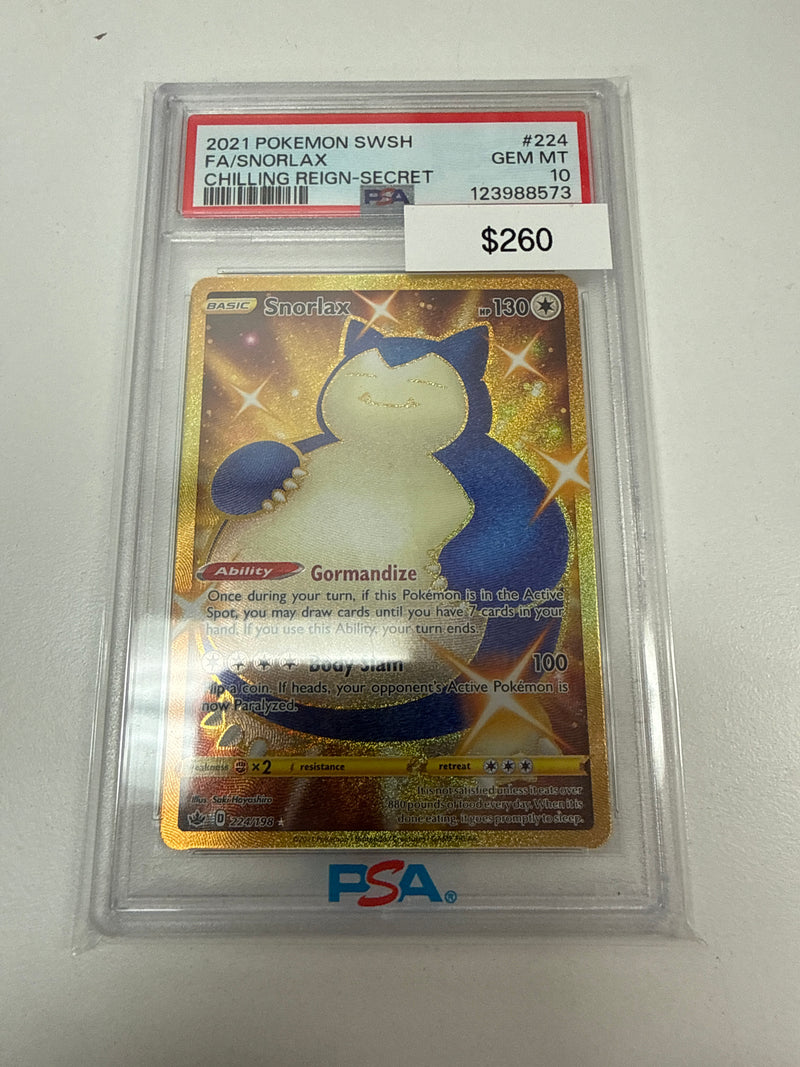 2021 POKEMON SWSH #224
FA/SNORLAX GEM MT
CHILLING REIGN-SECRET 10
PSA 123988573
$260
BASIC Snorlax HP 130
Ability Gormandize
Once during your turn, if this Pokémon is in the Active
Spot, you may draw cards until you have 7 cards in your
hand. If you use this Ability, your turn ends.
Body Slam 100
Flip a coin. If heads, your opponent's Active Pokémon is
now Paralyzed.
weakness ×2 resistance retreat
It is not satisfied unless it eats over
880 pounds of food every day. When it is
done eating, it goes promptly to sleep.
Illus. Saki Hayashiro
D 224/198
PSA®